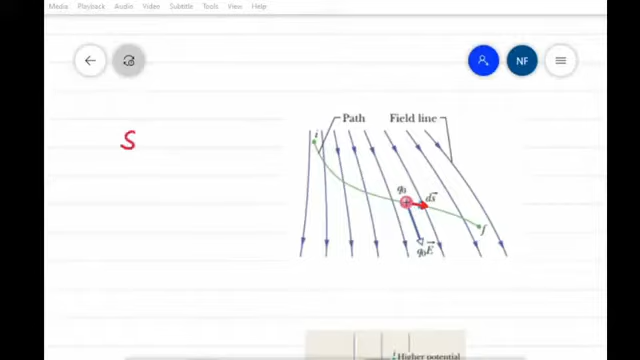 Media Playback Audio Video Subtitle Tools View Help
NF
S
Path Field line
i
q₀
ds⃗
f
q₀E⃗
i Higher potential